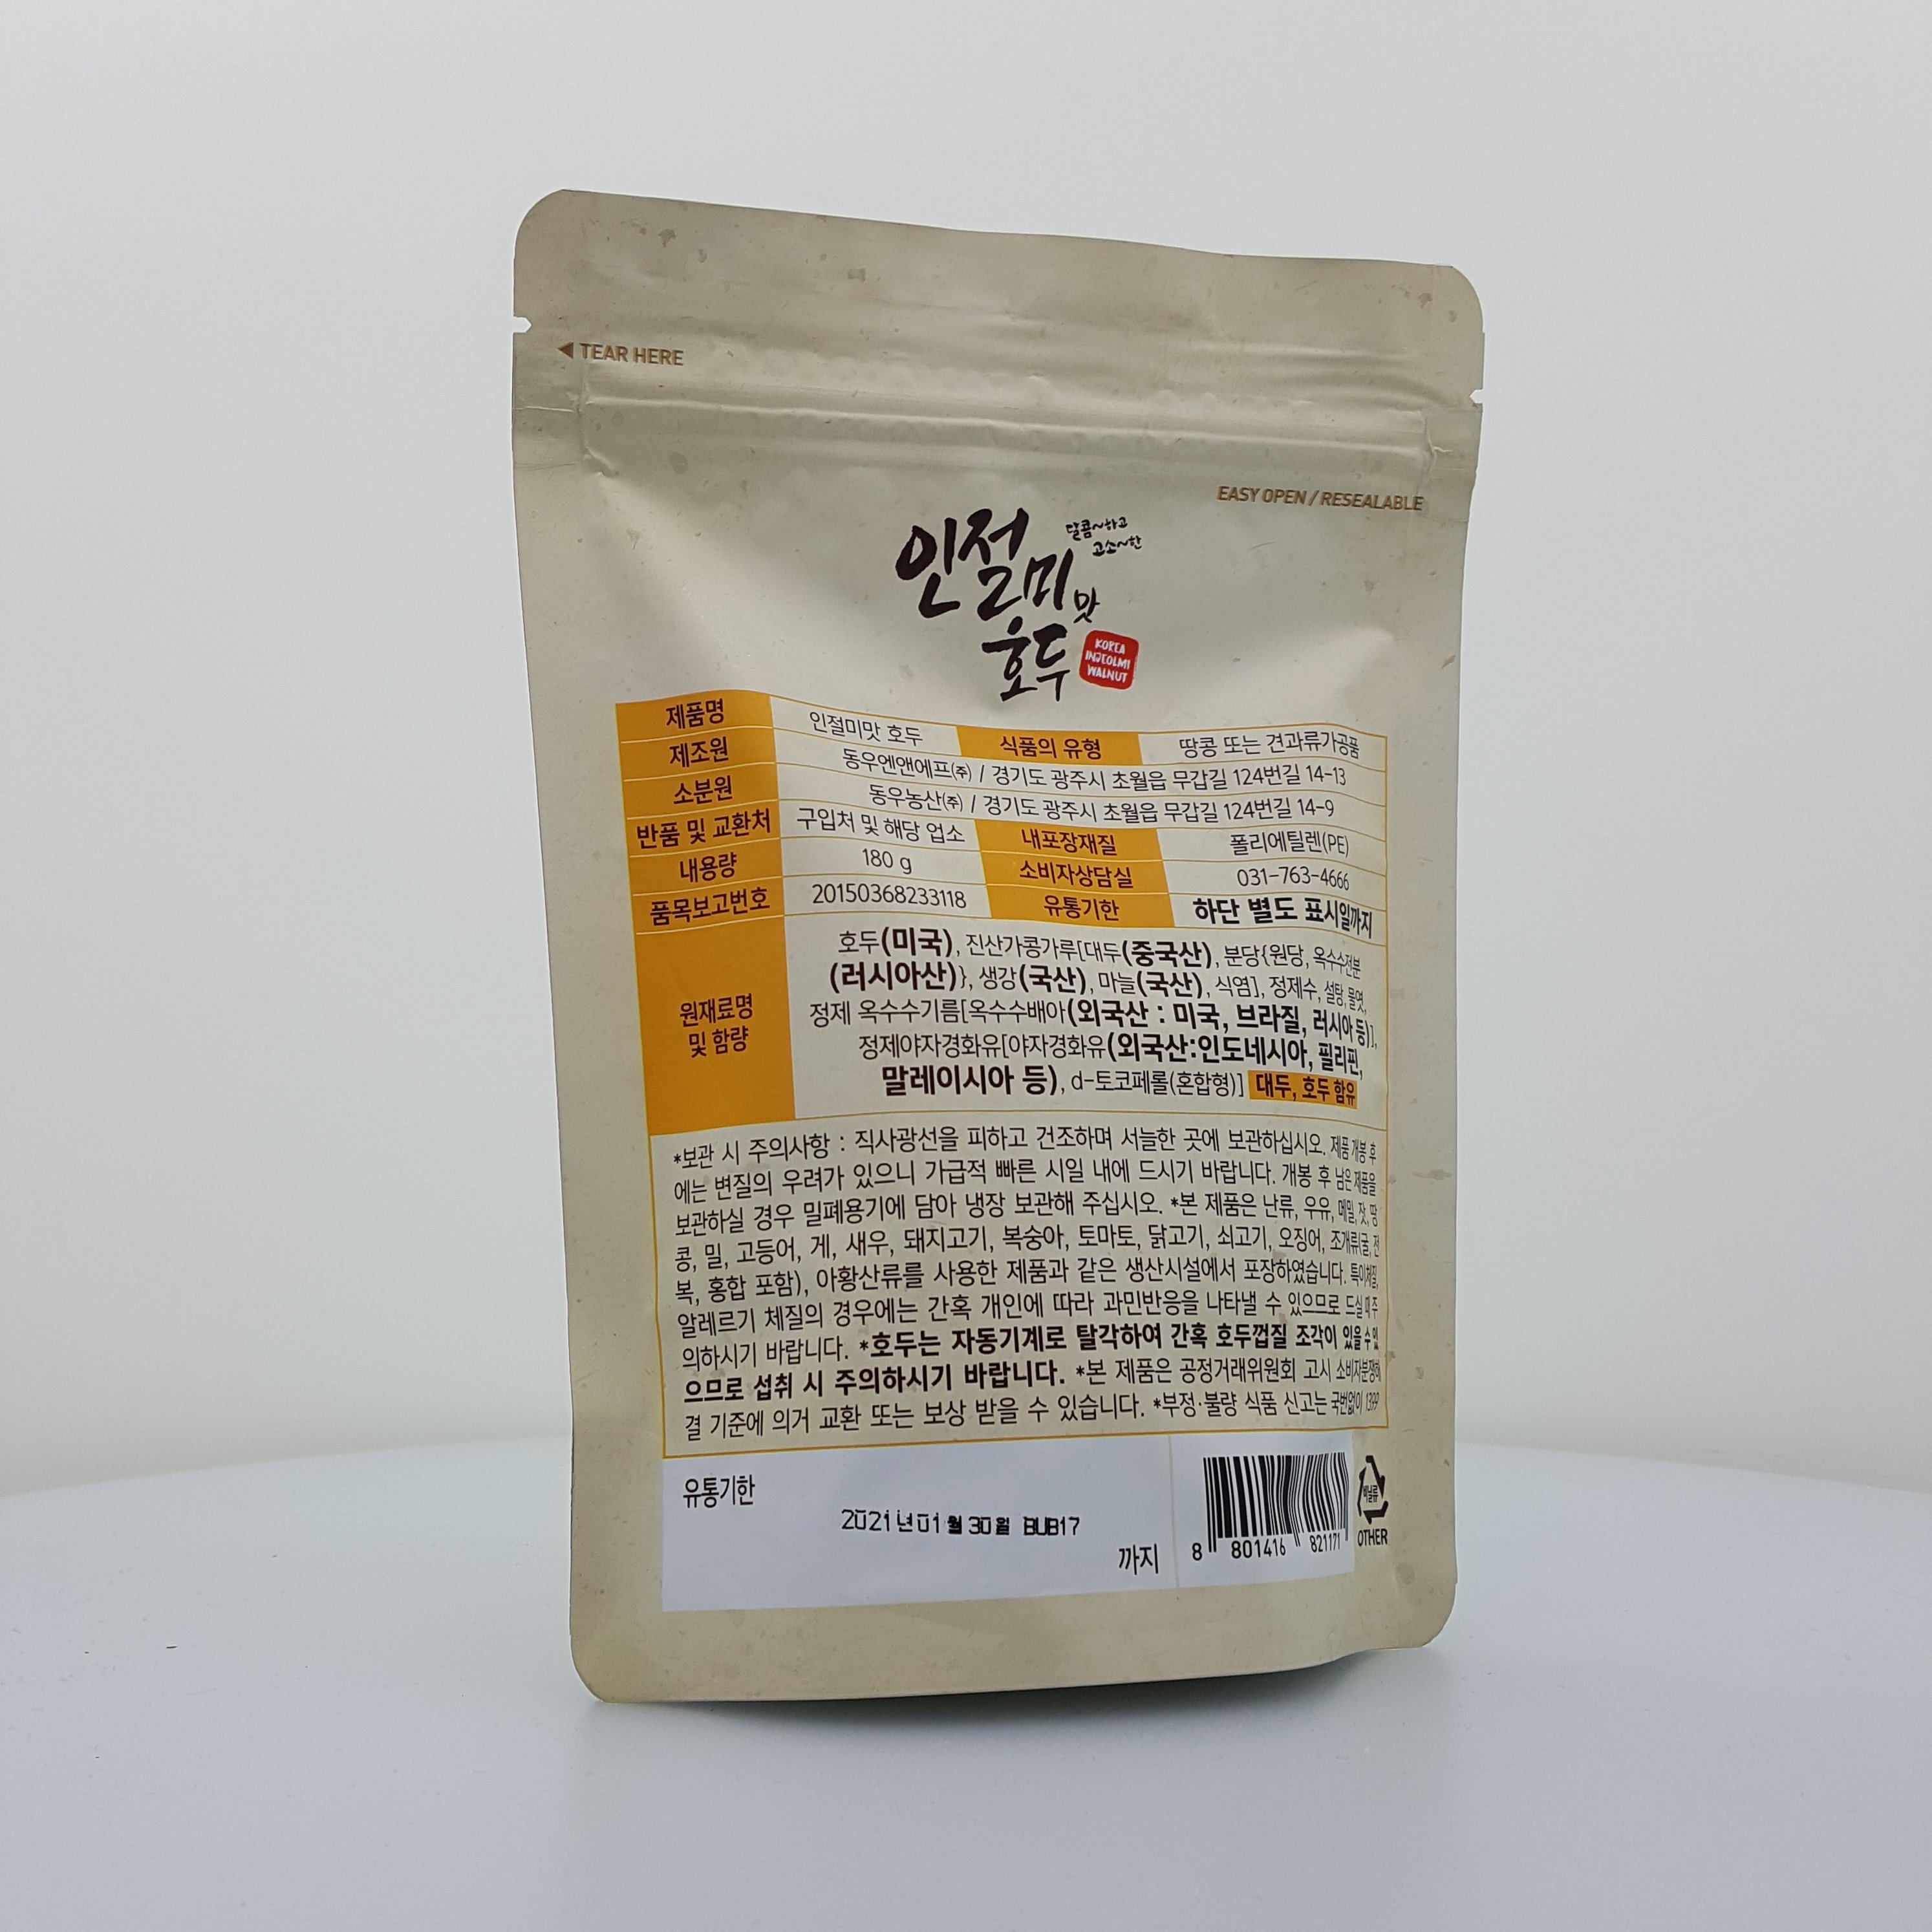 TEAR HERE
EASY OPEN / RESEALABLE
달콤~하고
고소~한
인절미맛
호두
KOREA
INJEOLMI
WALNUT
제품명 인절미맛 호두 식품의 유형 땅콩 또는 견과류가공품
제조원 동우엔앤에프(주) / 경기도 광주시 초월읍 무갑길 124번길 14-13
소분원 동우농산(주) / 경기도 광주시 초월읍 무갑길 124번길 14-9
반품 및 교환처 구입처 및 해당 업소 내포장재질 폴리에틸렌(PE)
내용량 180 g 소비자상담실 031-763-4666
품목보고번호 20150368233118 유통기한 하단 별도 표시일까지
원재료명
및 함량
호두(미국), 진산가콩가루[대두(중국산), 분당{원당, 옥수수전분
(러시아산)}, 생강(국산), 마늘(국산), 식염], 정제수, 설탕, 물엿,
정제 옥수수기름[옥수수배아(외국산 : 미국, 브라질, 러시아 등)],
정제야자경화유[야자경화유(외국산:인도네시아, 필리핀,
말레이시아 등), d-토코페롤(혼합형)] 대두, 호두 함유
*보관 시 주의사항 : 직사광선을 피하고 건조하며 서늘한 곳에 보관하십시오. 제품 개봉 후
에는 변질의 우려가 있으니 가급적 빠른 시일 내에 드시기 바랍니다. 개봉 후 남은 제품을
보관하실 경우 밀폐용기에 담아 냉장 보관해 주십시오. *본 제품은 난류, 우유, 메밀, 잣, 땅
콩, 밀, 고등어, 게, 새우, 돼지고기, 복숭아, 토마토, 닭고기, 쇠고기, 오징어, 조개류(굴, 전
복, 홍합 포함), 아황산류를 사용한 제품과 같은 생산시설에서 포장하였습니다. 특이체질,
알레르기 체질의 경우에는 간혹 개인에 따라 과민반응을 나타낼 수 있으므로 드실 때 주
의하시기 바랍니다. *호두는 자동기계로 탈각하여 간혹 호두껍질 조각이 있을 수 있
으므로 섭취 시 주의하시기 바랍니다. *본 제품은 공정거래위원회 고시 소비자분쟁해
결 기준에 의거 교환 또는 보상 받을 수 있습니다. *부정·불량 식품 신고는 국번없이 1399
유통기한
2021년01월30일 BUB17
까지
8 801416 821171
비닐류
OTHER